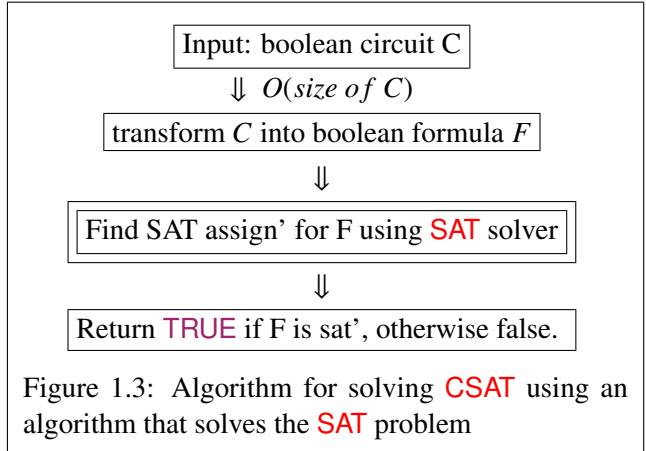 Input: boolean circuit C
⇓ O(size of C)
transform C into boolean formula F
⇓
Find SAT assign’ for F using SAT solver
⇓
Return TRUE if F is sat’, otherwise false.
Figure 1.3: Algorithm for solving CSAT using an
algorithm that solves the SAT problem